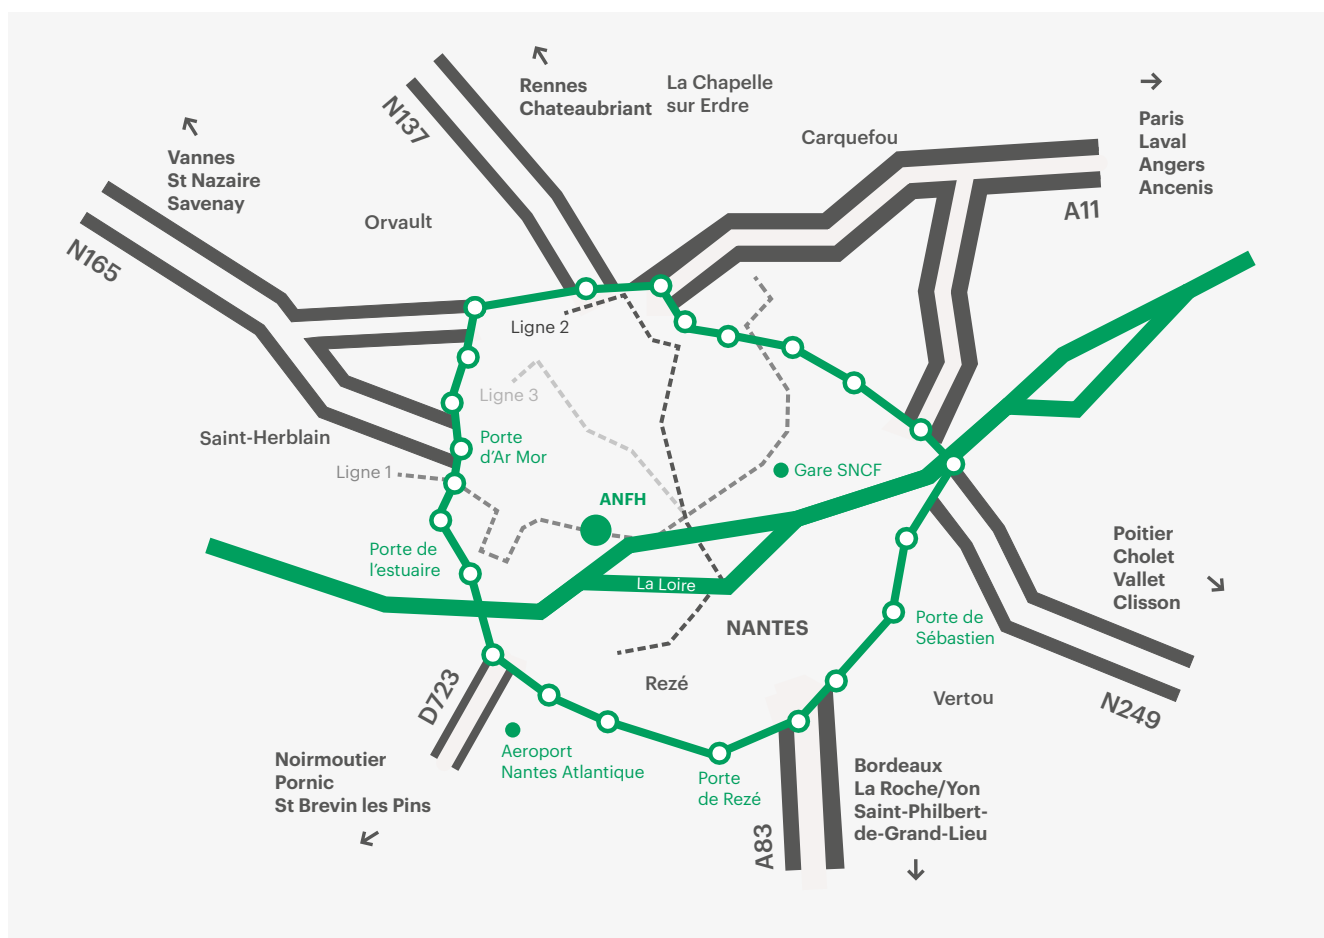 Rennes
Chateaubriant
La Chapelle
sur Erdre
N137
Carquefou
Paris
Laval
Angers
Ancenis
A11
Vannes
St Nazaire
Savenay
N165
Orvault
Ligne 2
Ligne 3
Saint-Herblain
Porte
d'Ar Mor
Ligne 1
Gare SNCF
ANFH
Porte de
l'estuaire
La Loire
NANTES
Poitier
Cholet
Vallet
Clisson
Porte de
Sébastien
Rezé
Vertou
N249
D723
Aeroport
Nantes Atlantique
Noirmoutier
Pornic
St Brevin les Pins
Porte
de Rezé
A83
Bordeaux
La Roche/Yon
Saint-Philbert-
de-Grand-Lieu